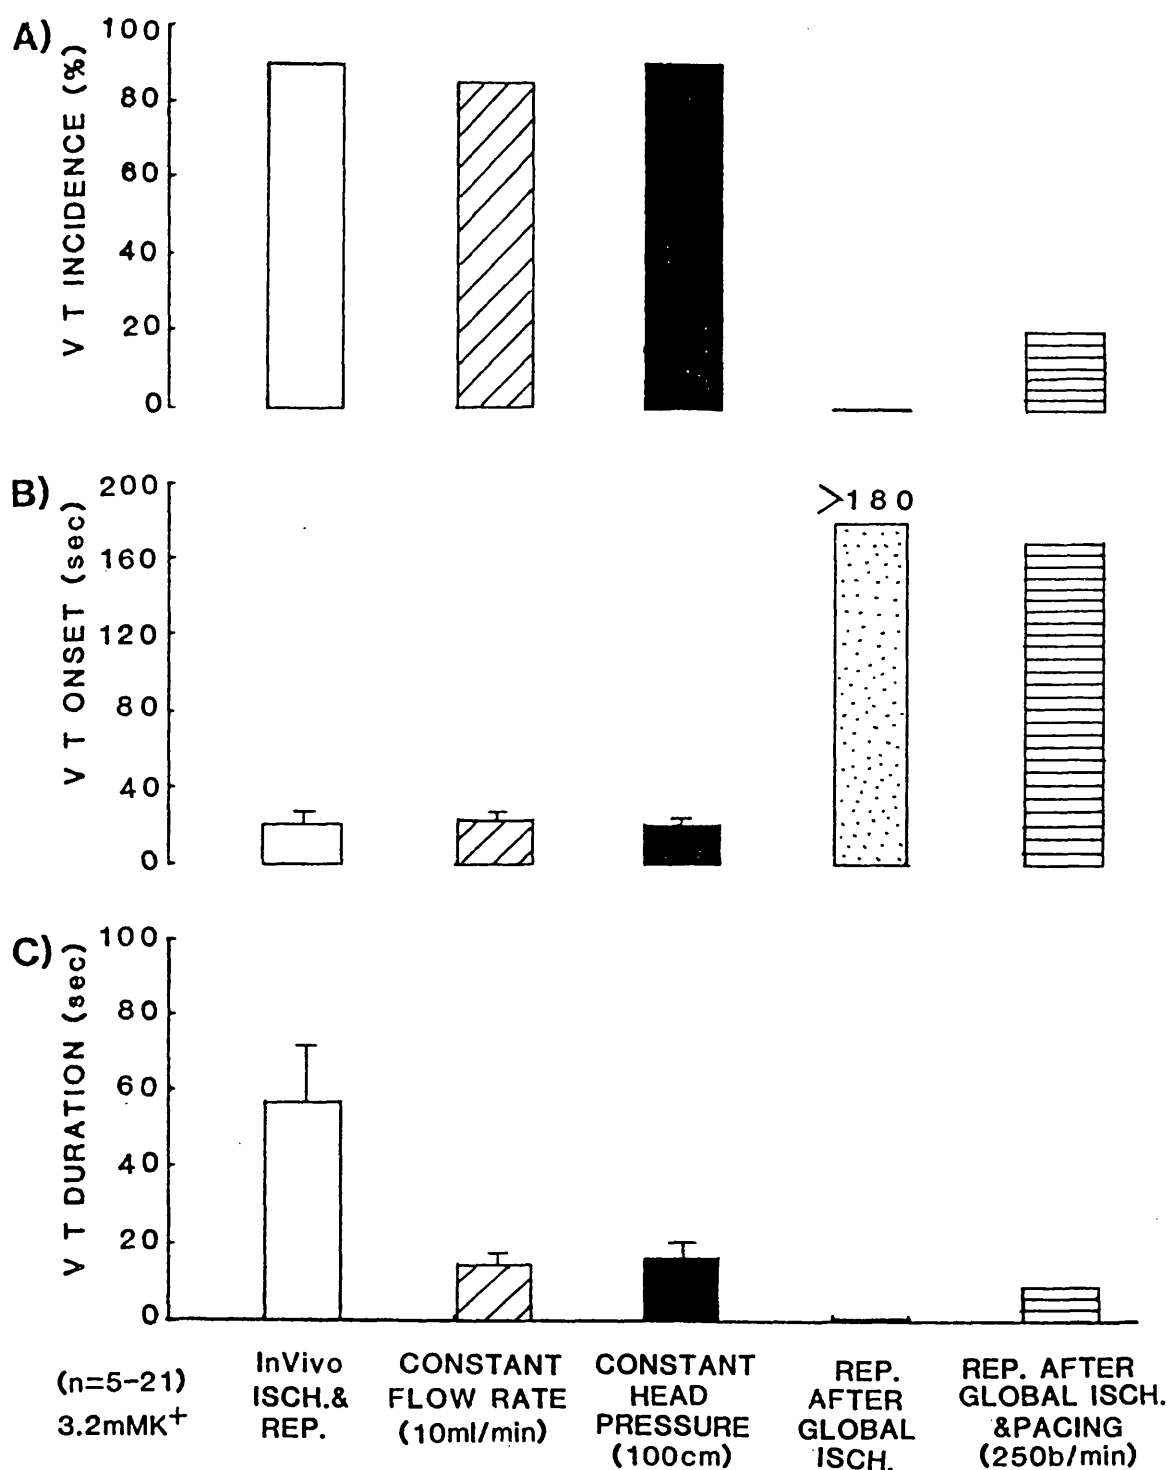 A)
V T INCIDENCE (%)
100
80
60
40
20
0
B)
V T ONSET (sec)
200
160
120
80
40
0
>180
C)
V T DURATION (sec)
100
80
60
40
20
0
(n=5-21)
3.2mMK+
InVivo
ISCH.&
REP.
CONSTANT
FLOW RATE
(10ml/min)
CONSTANT
HEAD
PRESSURE
(100cm)
REP.
AFTER
GLOBAL
ISCH.
REP. AFTER
GLOBAL ISCH.
&PACING
(250b/min)